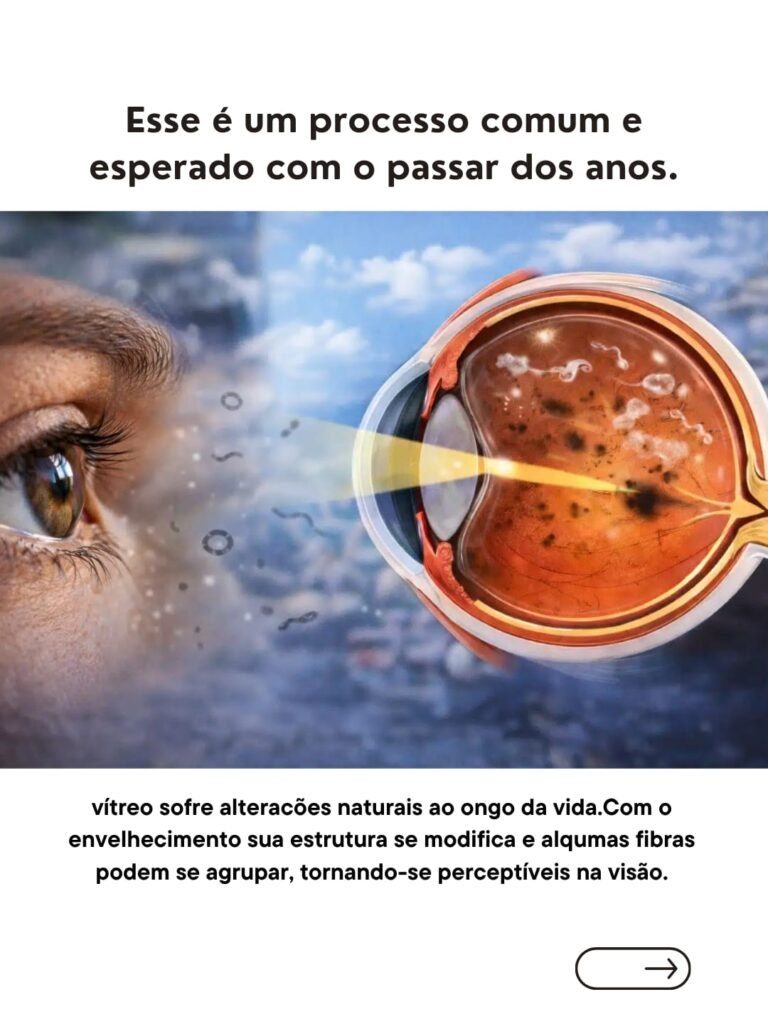 Esse é um processo comum e
esperado com o passar dos anos.
vítreo sofre alteracões naturais ao ongo da vida.Com o
envelhecimento sua estrutura se modifica e alqumas fibras
podem se agrupar, tornando-se perceptíveis na visão.